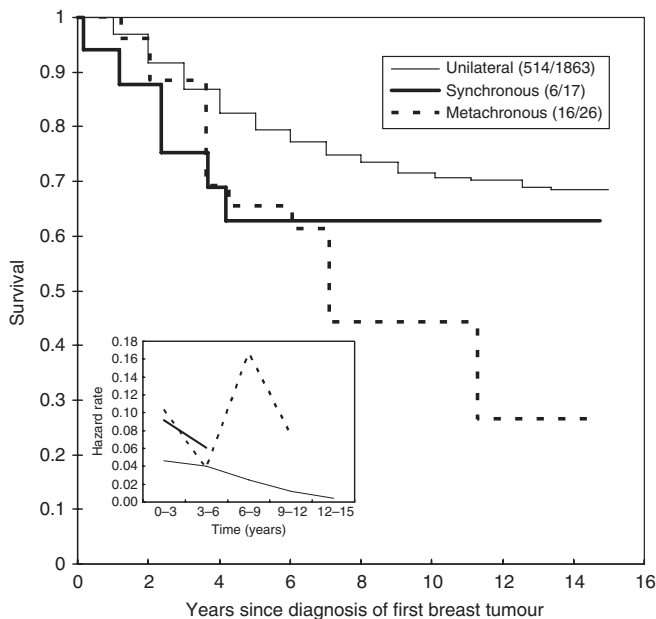 1
0.9
0.8
0.7
0.6
0.5
0.4
0.3
0.2
0.1
0
Survival
Unilateral (514/1863)
Synchronous (6/17)
Metachronous (16/26)
0.18
0.16
0.14
0.12
0.10
0.08
0.06
0.04
0.02
0.00
Hazard rate
0–3 3–6 6–9 9–12 12–15
Time (years)
0 2 4 6 8 10 12 14 16
Years since diagnosis of first breast tumour